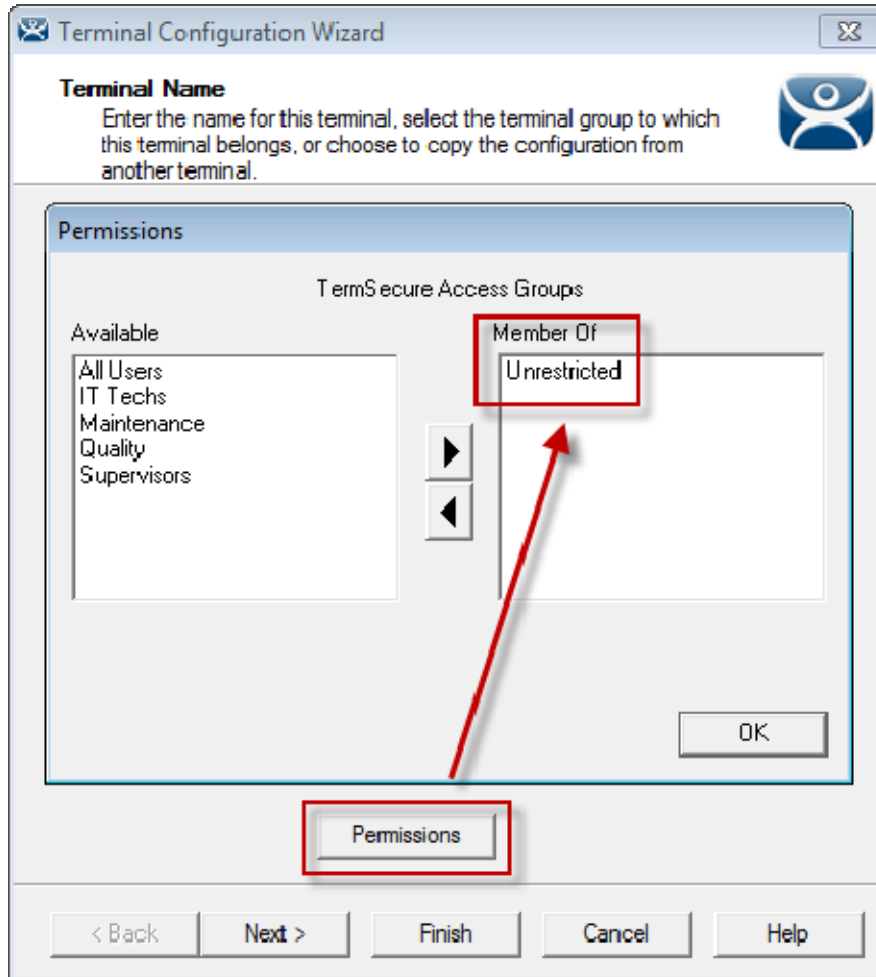 Terminal Configuration Wizard
Terminal Name
Enter the name for this terminal, select the terminal group to which
this terminal belongs, or choose to copy the configuration from
another terminal.
Permissions
TermSecure Access Groups
Available
Member Of
All Users
IT Techs
Maintenance
Quality
Supervisors
Unrestricted
OK
Permissions
< Back
Next >
Finish
Cancel
Help